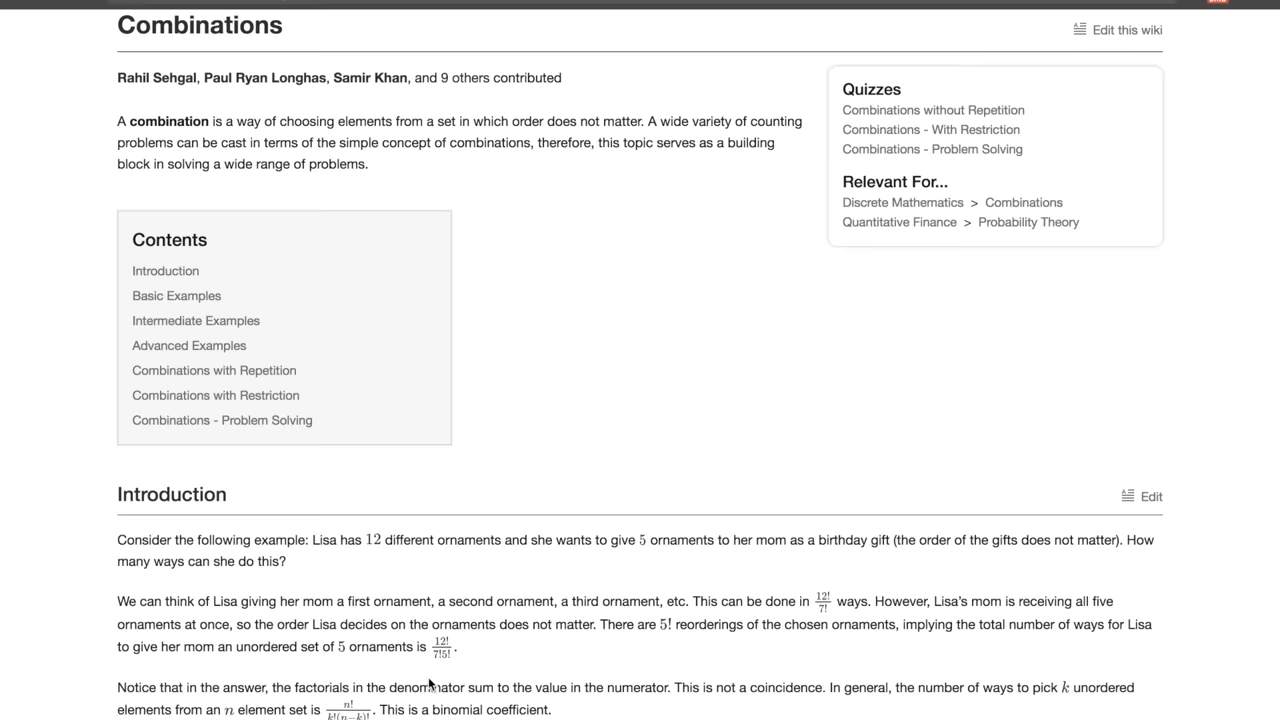 Combinations
Edit this wiki
Rahil Sehgal, Paul Ryan Longhas, Samir Khan, and 9 others contributed
A combination is a way of choosing elements from a set in which order does not matter. A wide variety of counting
problems can be cast in terms of the simple concept of combinations, therefore, this topic serves as a building
block in solving a wide range of problems.
Quizzes
Combinations without Repetition
Combinations - With Restriction
Combinations - Problem Solving
Relevant For...
Discrete Mathematics > Combinations
Quantitative Finance > Probability Theory
Contents
Introduction
Basic Examples
Intermediate Examples
Advanced Examples
Combinations with Repetition
Combinations with Restriction
Combinations - Problem Solving
Introduction
Edit
Consider the following example: Lisa has 12 different ornaments and she wants to give 5 ornaments to her mom as a birthday gift (the order of the gifts does not matter). How
many ways can she do this?
We can think of Lisa giving her mom a first ornament, a second ornament, a third ornament, etc. This can be done in 12!/7! ways. However, Lisa's mom is receiving all five
ornaments at once, so the order Lisa decides on the ornaments does not matter. There are 5! reorderings of the chosen ornaments, implying the total number of ways for Lisa
to give her mom an unordered set of 5 ornaments is 12!/7!5!.
Notice that in the answer, the factorials in the denominator sum to the value in the numerator. This is not a coincidence. In general, the number of ways to pick k unordered
elements from an n element set is n!/k!(n−k)!. This is a binomial coefficient.